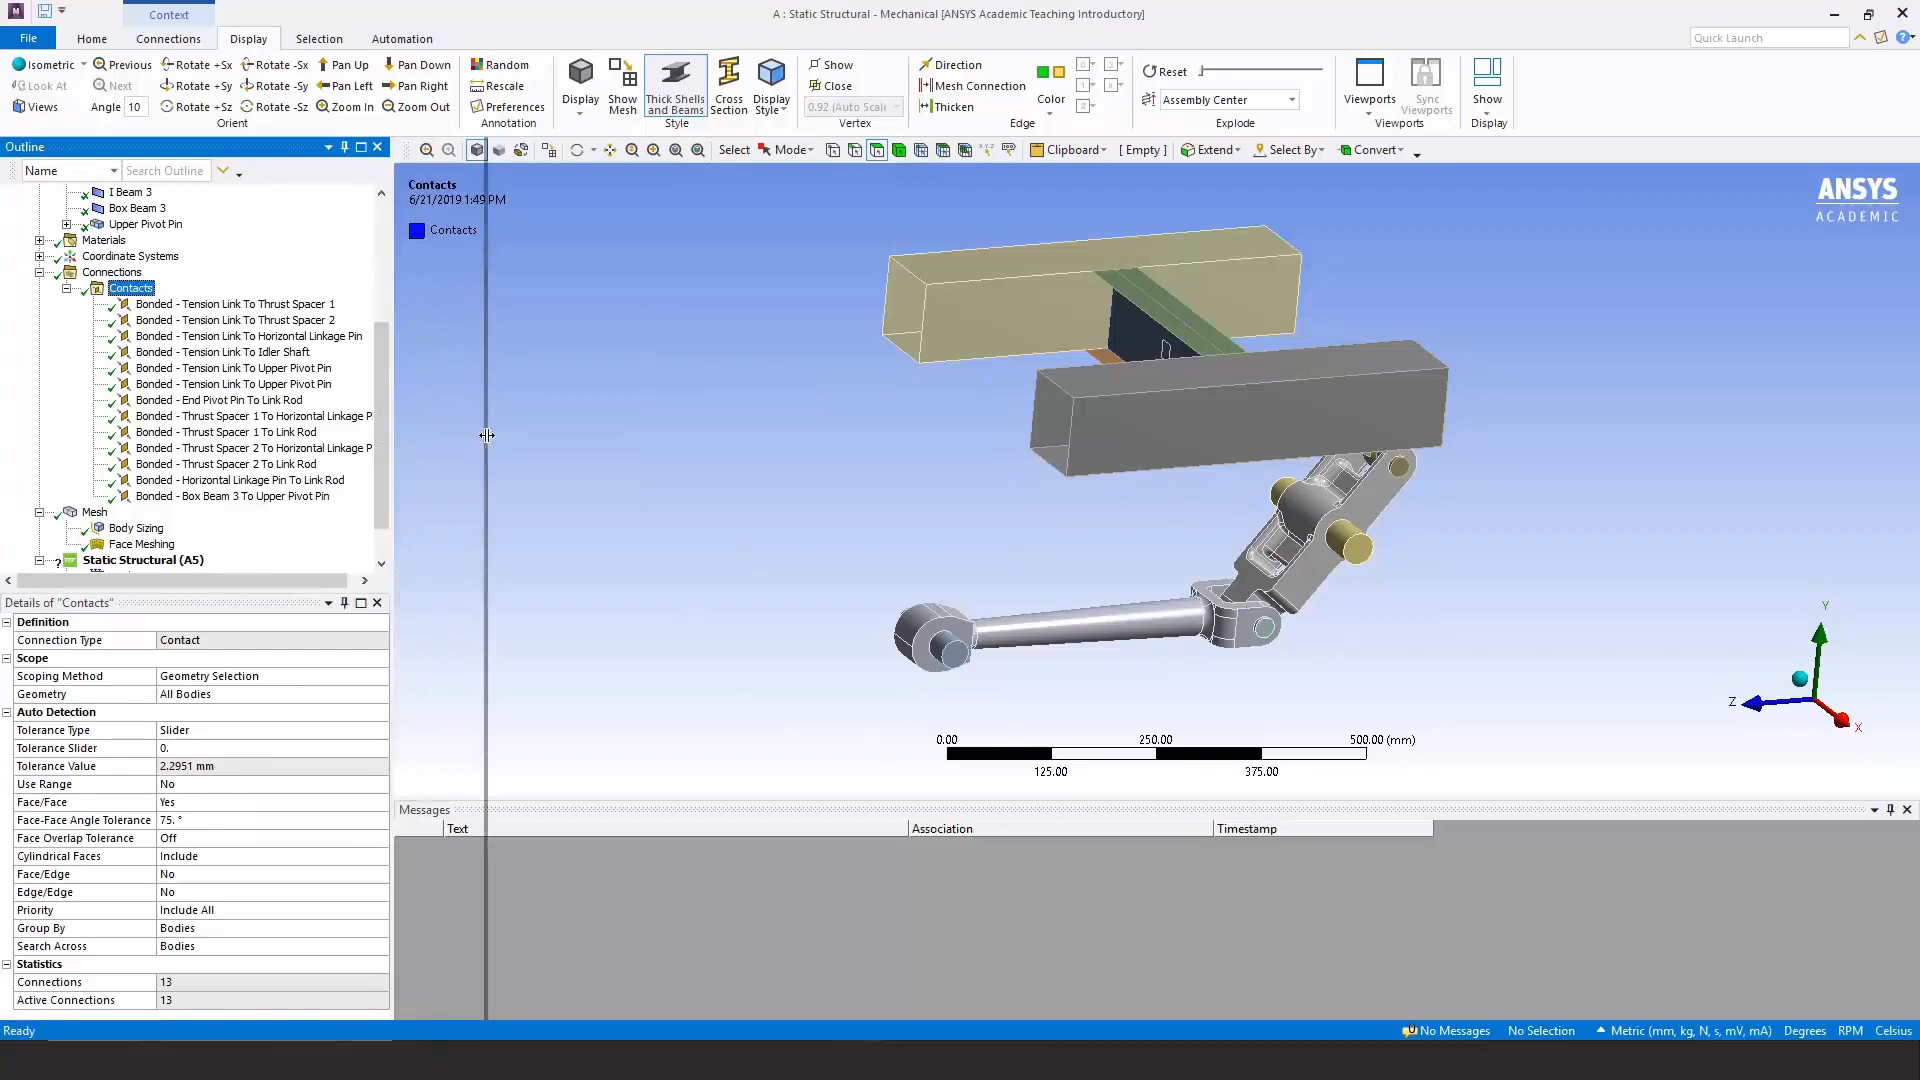 Context
A : Static Structural - Mechanical [ANSYS Academic Teaching Introductory]
File Home Connections Display Selection Automation
Quick Launch
Isometric Previous Rotate +Sx Rotate -Sx Pan Up Pan Down
Look At Next Rotate +Sy Rotate -Sy Pan Left Pan Right
Views Angle 10 Rotate +Sz Rotate -Sz Zoom In Zoom Out
Orient
Random
Rescale
Preferences
Annotation
Display
Show Mesh
Thick Shells and Beams
Cross Section
Display Style
Style
Show
Close
0.92 (Auto Scal
Vertex
Direction
Mesh Connection
Thicken
Color
Edge
Reset
Assembly Center
Explode
Viewports
Sync Viewports
Viewports
Show
Display
Outline
Name Search Outline
Select Mode Clipboard [ Empty ] Extend Select By Convert
I Beam 3
Box Beam 3
Upper Pivot Pin
Materials
Coordinate Systems
Connections
Contacts
Bonded - Tension Link To Thrust Spacer 1
Bonded - Tension Link To Thrust Spacer 2
Bonded - Tension Link To Horizontal Linkage Pin
Bonded - Tension Link To Idler Shaft
Bonded - Tension Link To Upper Pivot Pin
Bonded - Tension Link To Upper Pivot Pin
Bonded - End Pivot Pin To Link Rod
Bonded - Thrust Spacer 1 To Horizontal Linkage P
Bonded - Thrust Spacer 1 To Link Rod
Bonded - Thrust Spacer 2 To Horizontal Linkage P
Bonded - Thrust Spacer 2 To Link Rod
Bonded - Horizontal Linkage Pin To Link Rod
Bonded - Box Beam 3 To Upper Pivot Pin
Mesh
Body Sizing
Face Meshing
Static Structural (A5)
Contacts
6/21/2019 1:49 PM
Contacts
ANSYS
ACADEMIC
Y
Z
X
0.00 250.00 500.00 (mm)
125.00 375.00
Details of "Contacts"
Definition
Connection Type Contact
Scope
Scoping Method Geometry Selection
Geometry All Bodies
Auto Detection
Tolerance Type Slider
Tolerance Slider 0.
Tolerance Value 2.2951 mm
Use Range No
Face/Face Yes
Face-Face Angle Tolerance 75. °
Face Overlap Tolerance Off
Cylindrical Faces Include
Face/Edge No
Edge/Edge No
Priority Include All
Group By Bodies
Search Across Bodies
Statistics
Connections 13
Active Connections 13
Messages
Text Association Timestamp
Ready
No Messages No Selection Metric (mm, kg, N, s, mV, mA) Degrees RPM Celsius